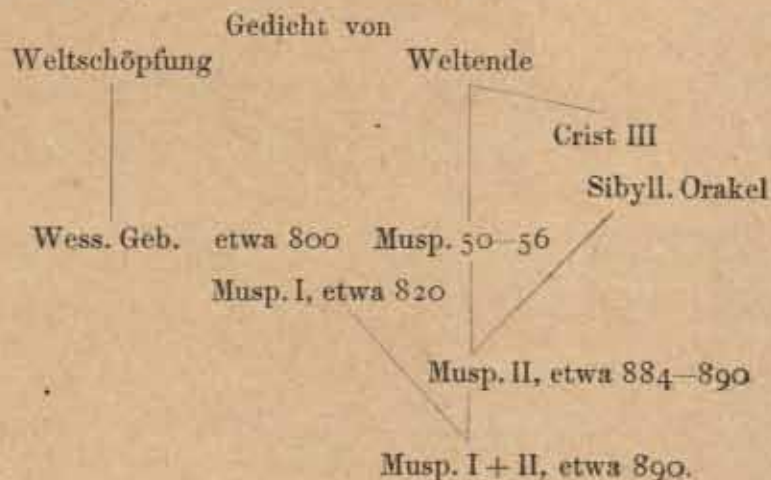 Gedicht von
Weltschöpfung Weltende
Crist III
Sibyll. Orakel
Wess. Geb. etwa 800 Musp. 50–56
Musp. I, etwa 820
Musp. II, etwa 884–890
Musp. I + II, etwa 890.